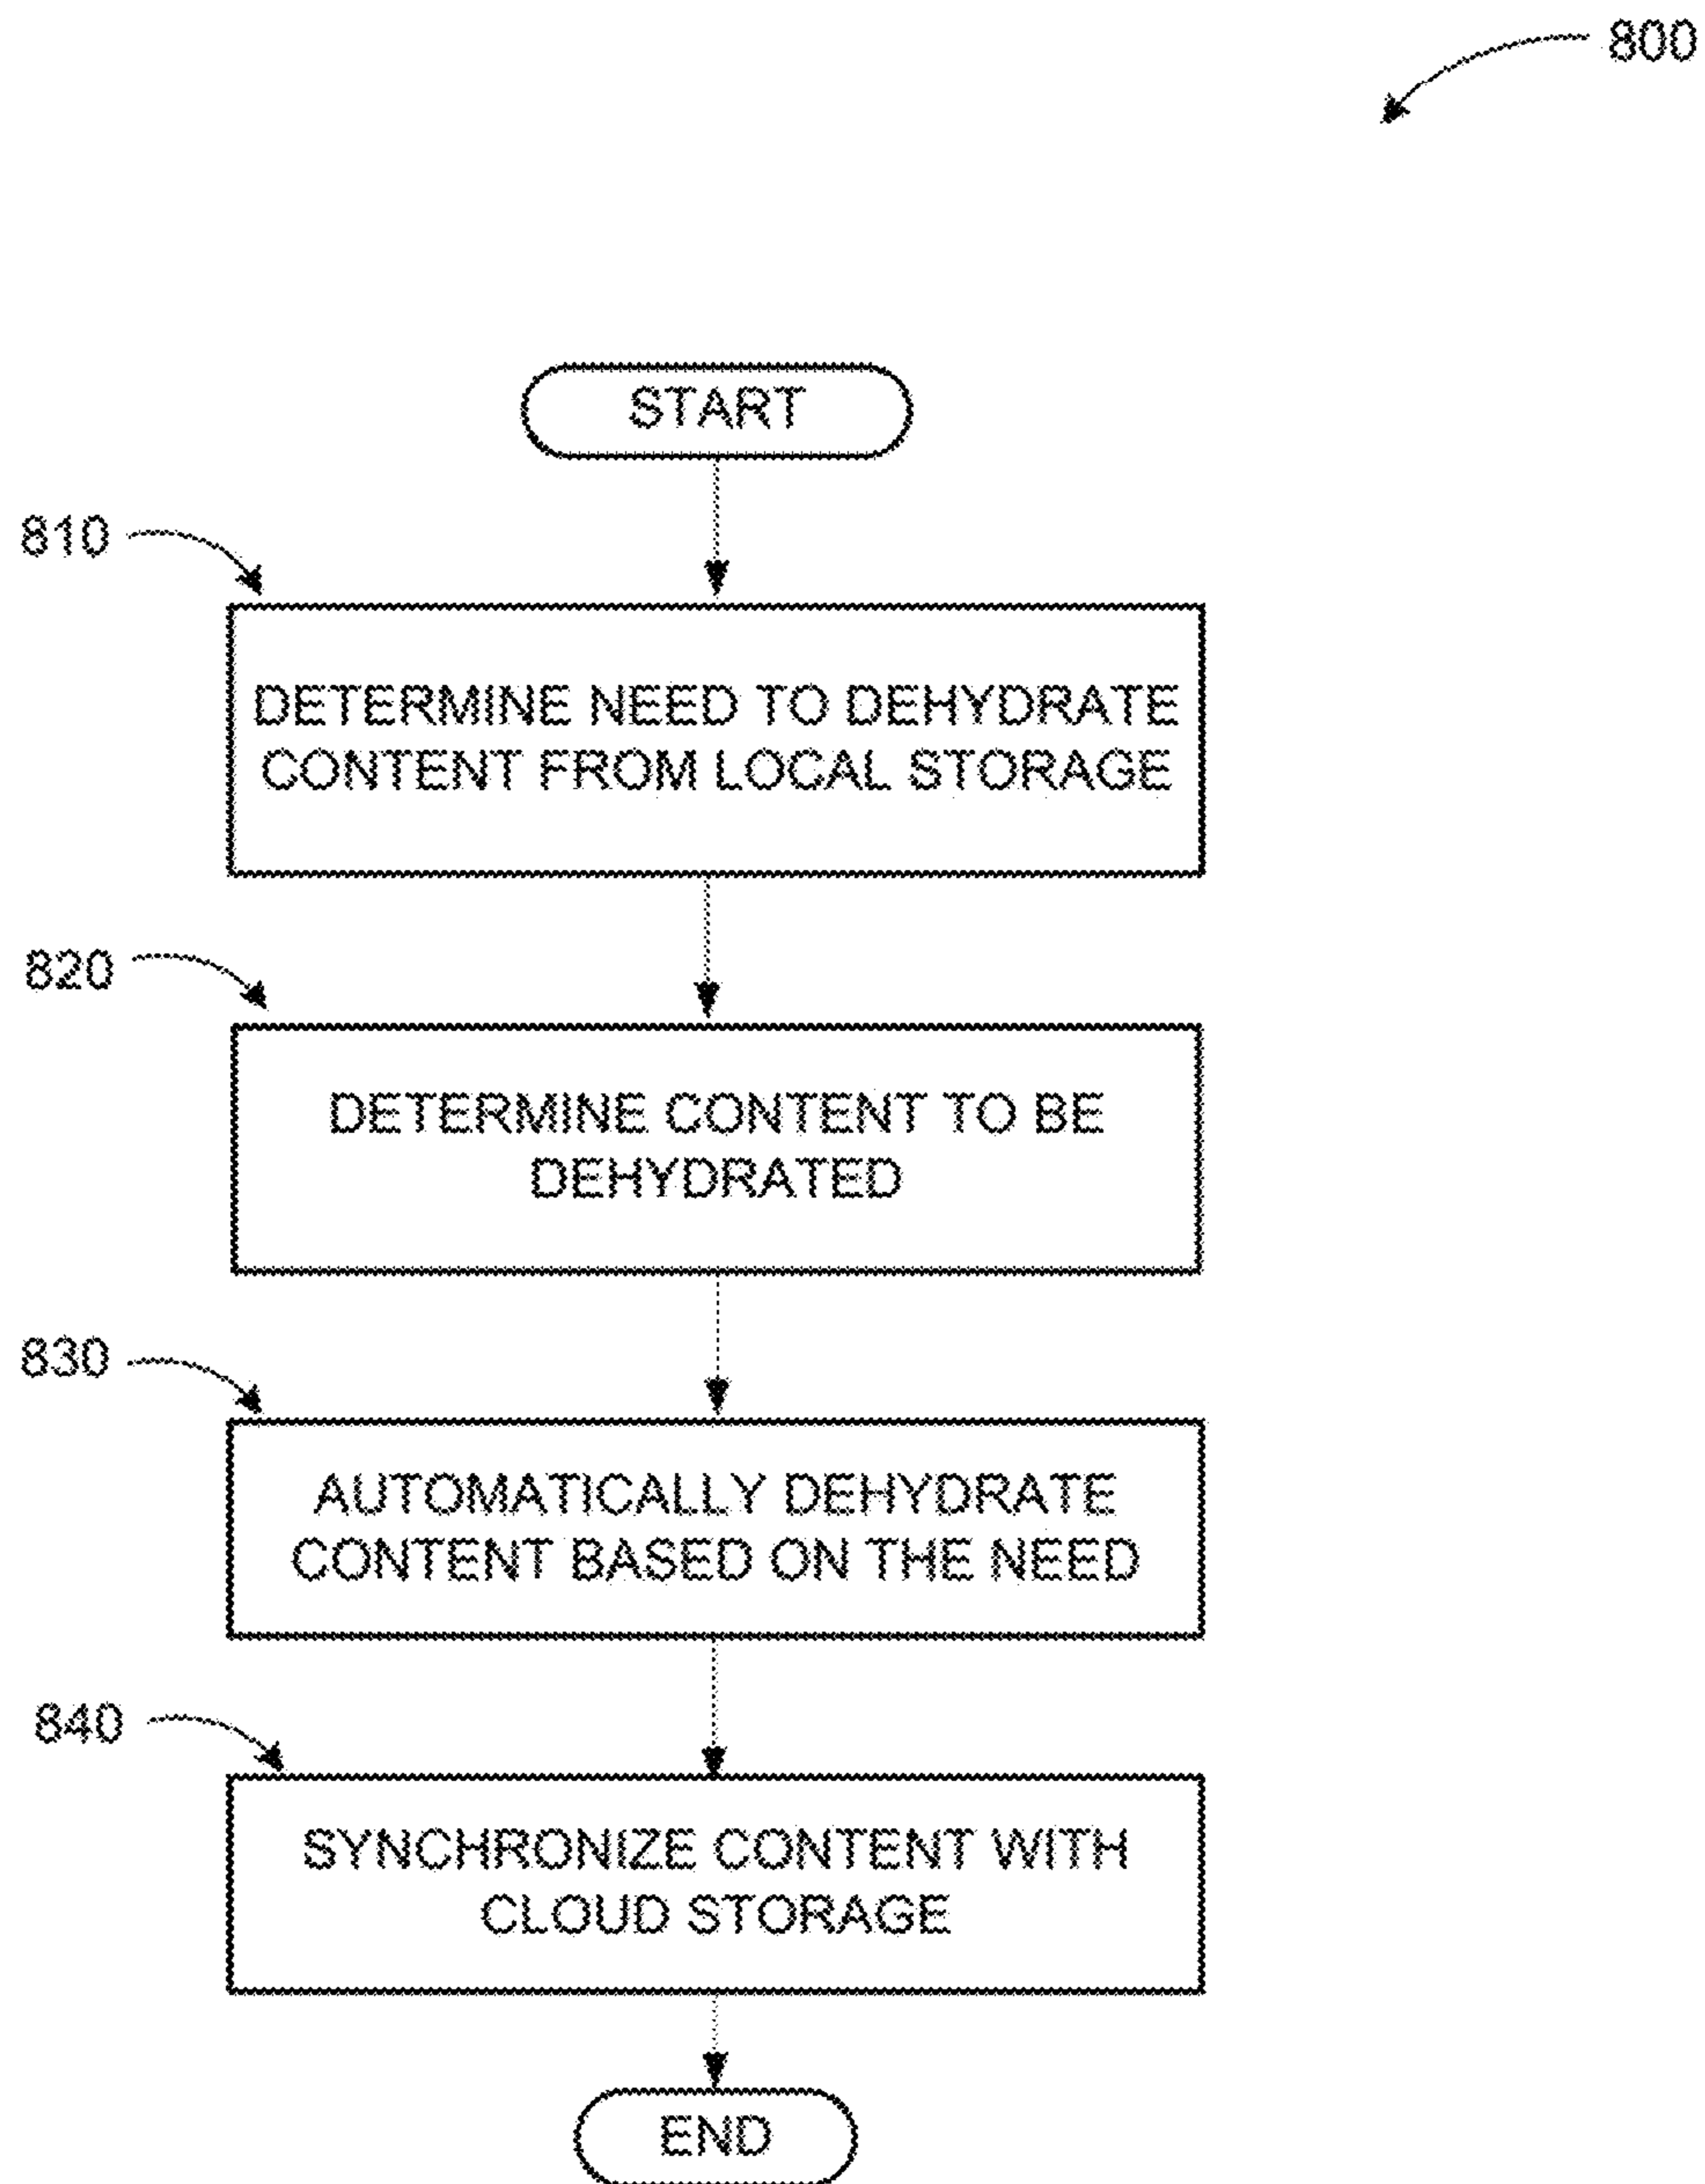 800
START
810
DETERMINE NEED TO DEHYDRATE
CONTENT FROM LOCAL STORAGE
820
DETERMINE CONTENT TO BE
DEHYDRATED
830
AUTOMATICALLY DEHYDRATE
CONTENT BASED ON THE NEED
840
SYNCHRONIZE CONTENT WITH
CLOUD STORAGE
END